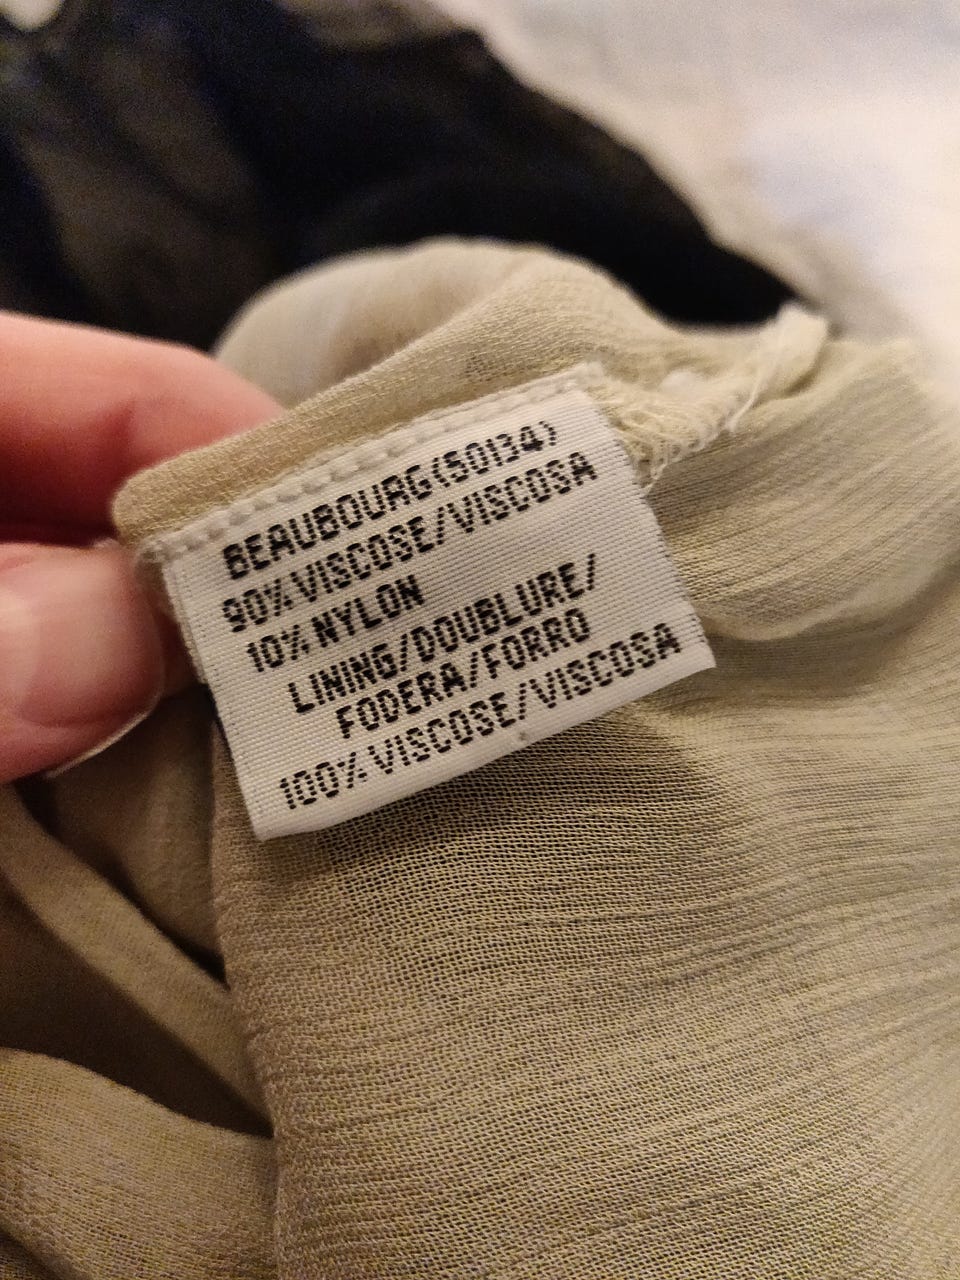 BEAUBOURG(50134)
90% VISCOSE/VISCOSA
10% NYLON
LINING/DOUBLURE/
FODERA/FORRO
100% VISCOSE/VISCOSA